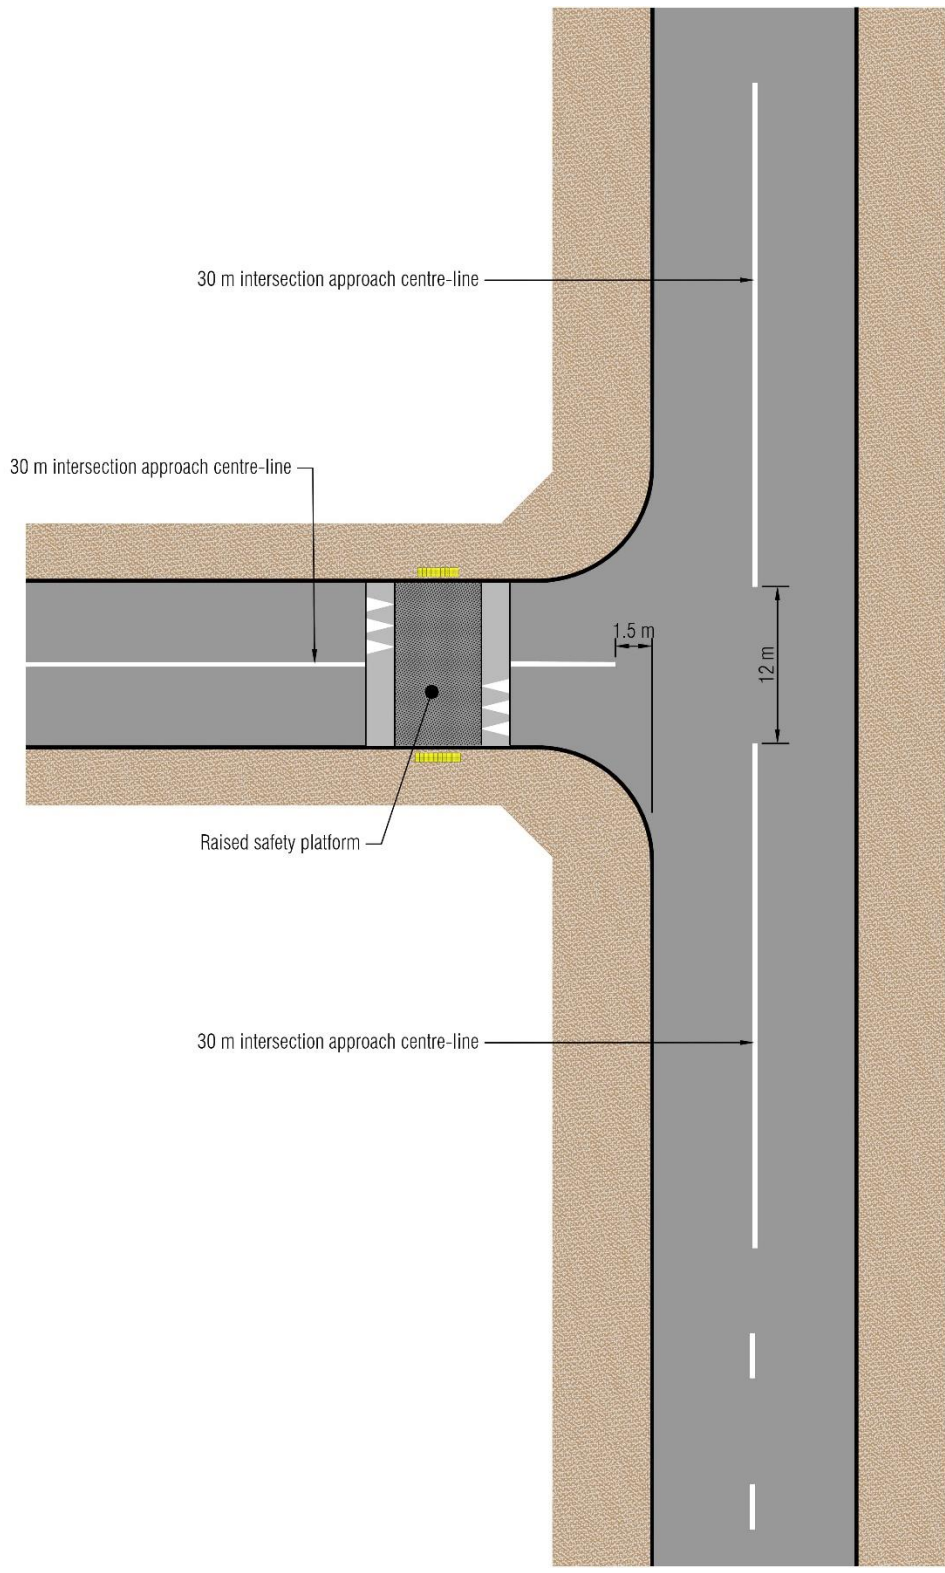 30 m intersection approach centre-line
30 m intersection approach centre-line
1.5 m
12 m
Raised safety platform
30 m intersection approach centre-line